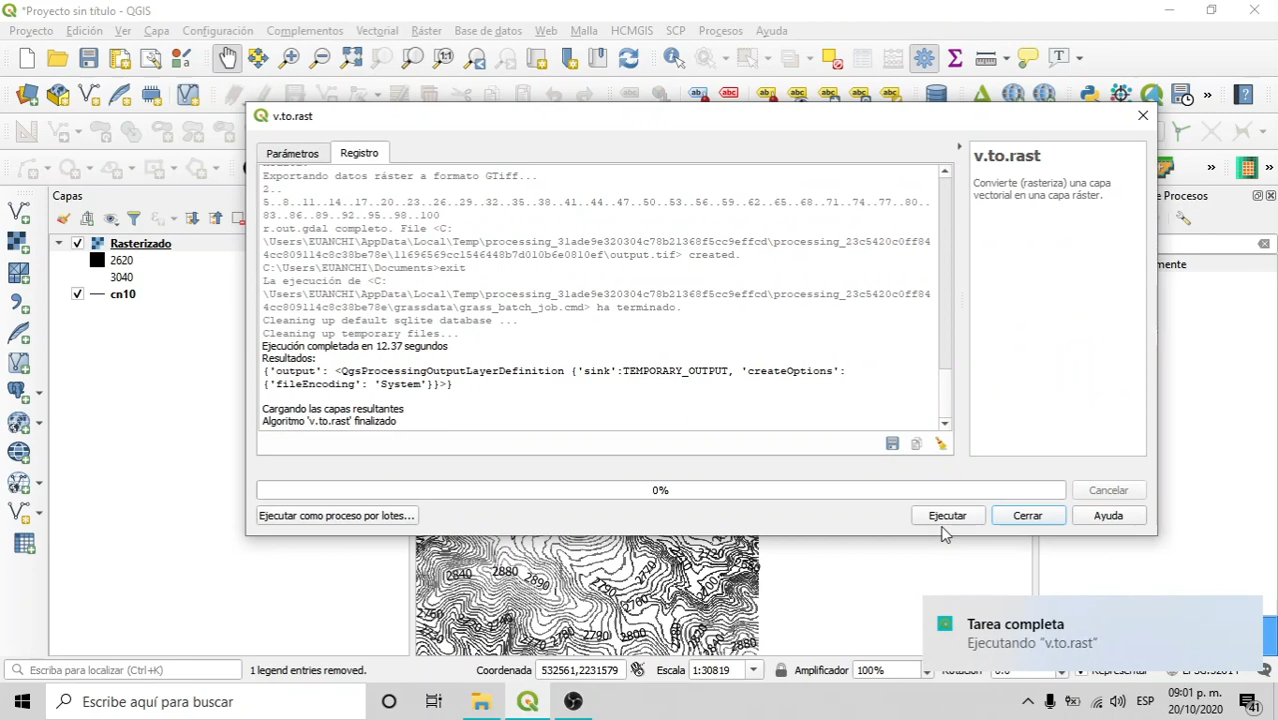 *Proyecto sin título - QGIS
Proyecto Edición Ver Capa Configuración Complementos Vectorial Ráster Base de datos Web Malla HCMGIS SCP Procesos Ayuda
v.to.rast
Parámetros Registro
Exportando datos ráster a formato GTiff...
2..
5..8..11..14..17..20..23..26..29..32..35..38..41..44..47..50..53..56..59..62..65..68..71..74..77..80..
83..86..89..92..95..98..100
r.out.gdal completo. File <C:
\Users\EUANCHI\AppData\Local\Temp\processing_31ade9e320304c78b21368f5cc9effcd\processing_23c5420c0ff84
4cc809114c8c38be78e\11696569cc1546448b7d010b6e0810ef\output.tif> created.
C:\Users\EUANCHI\Documents>exit
La ejecución de <C:
\Users\EUANCHI\AppData\Local\Temp\processing_31ade9e320304c78b21368f5cc9effcd\processing_23c5420c0ff84
4cc809114c8c38be78e\grassdata\grass_batch_job.cmd> ha terminado.
Cleaning up default sqlite database ...
Cleaning up temporary files...
Ejecución completada en 12.37 segundos
Resultados:
{'output': <QgsProcessingOutputLayerDefinition {'sink':TEMPORARY_OUTPUT, 'createOptions':
{'fileEncoding': 'System'}}>}
Cargando las capas resultantes
Algoritmo 'v.to.rast' finalizado
v.to.rast
Convierte (rasteriza) una capa
vectorial en una capa ráster.
0%
Cancelar
Ejecutar como proceso por lotes...
Ejecutar Cerrar Ayuda
Capas
Rasterizado
2620
3040
cn10
Procesos
2840 2880 2890
2700
2760 2780 2790 2800 2880
Tarea completa
Ejecutando "v.to.rast"
Escriba para localizar (Ctrl+K) 1 legend entries removed. Coordenada 532561,2231579 Escala 1:30819 Amplificador 100%
Escribe aquí para buscar
ESP
09:01 p. m.
20/10/2020
41